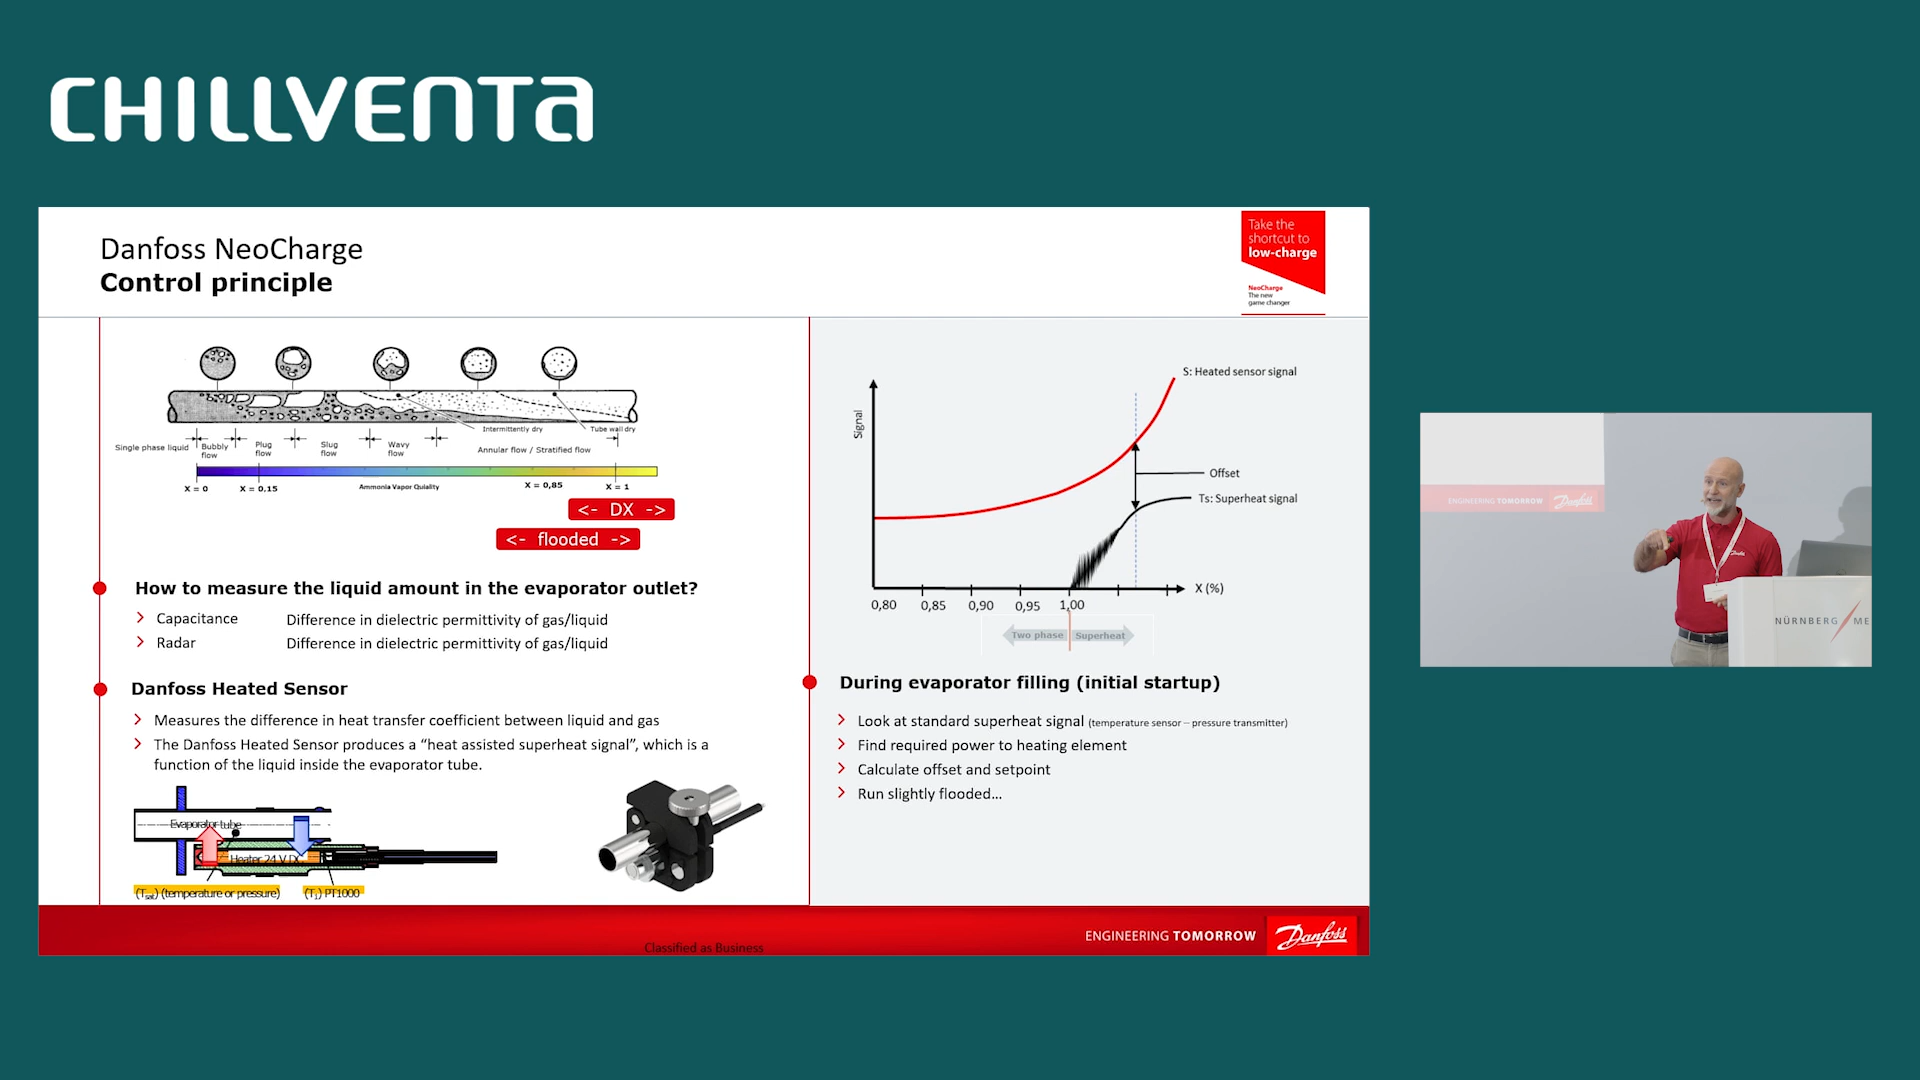 CHILLVENTA
Danfoss NeoCharge
Control principle
Take the
shortcut to
low-charge
NeoCharge
The new
game changer
Intermittently dry
Tube wall dry
Single phase liquid
Bubbly
flow
Plug
flow
Slug
flow
Wavy
flow
Annular flow / Stratified flow
X = 0
X = 0,15
Ammonia Vapor Quiality
X = 0,85
X = 1
<- DX ->
<- flooded ->
How to measure the liquid amount in the evaporator outlet?
Capacitance Difference in dielectric permittivity of gas/liquid
Radar Difference in dielectric permittivity of gas/liquid
Danfoss Heated Sensor
Measures the difference in heat transfer coefficient between liquid and gas
The Danfoss Heated Sensor produces a “heat assisted superheat signal”, which is a
function of the liquid inside the evaporator tube.
Evaporator tube
Heater 24 V DC
(Tsat) (temperature or pressure)
(T1) PT1000
Signal
S: Heated sensor signal
Offset
Ts: Superheat signal
X (%)
0,80 0,85 0,90 0,95 1,00
Two phase
Superheat
During evaporator filling (initial startup)
Look at standard superheat signal (temperature sensor – pressure transmitter)
Find required power to heating element
Calculate offset and setpoint
Run slightly flooded…
Classified as Business
ENGINEERING TOMORROW
Danfoss
ENGINEERING TOMORROW
Danfoss
Danfoss
NÜRNBERG ME